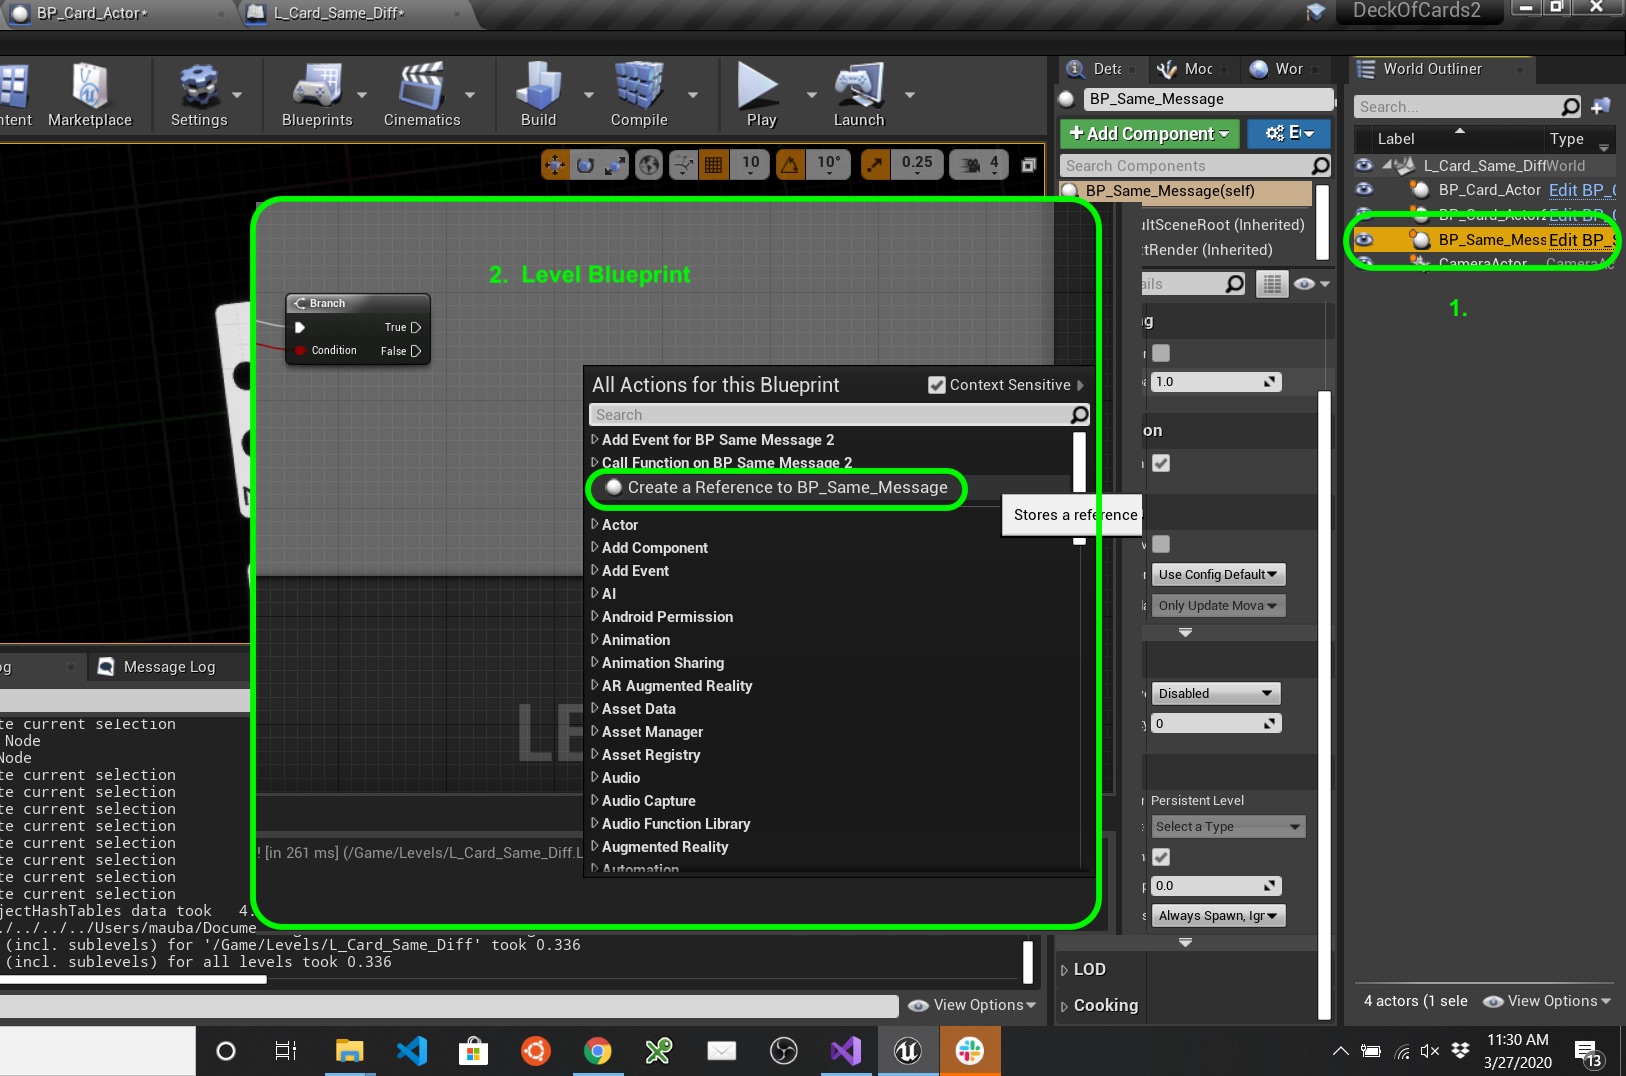 BP_Card_Actor*
L_Card_Same_Diff*
DeckOfCards2
ntent
Marketplace
Settings
Blueprints
Cinematics
Build
Compile
Play
Launch
Deta
Moc
Wor
World Outliner
BP_Same_Message
Search...
+Add Component
E
Label
Type
10
10°
0.25
4
Search Components
L_Card_Same_Diff
World
BP_Same_Message(self)
BP_Card_Actor
Edit BP_
ultSceneRoot (Inherited)
BP_Card_Actor2
Edit BP_
xtRender (Inherited)
BP_Same_Mess
Edit BP_S
CameraActor
CameraAc
2. Level Blueprint
ails
1.
Branch
True
Condition
False
g
1.0
on
All Actions for this Blueprint
Context Sensitive
Search
Add Event for BP Same Message 2
Call Function on BP Same Message 2
Create a Reference to BP_Same_Message
Stores a reference
Actor
Add Component
Add Event
AI
Android Permission
Animation
Animation Sharing
AR Augmented Reality
Asset Data
Asset Manager
Asset Registry
Audio
Audio Capture
Audio Function Library
Augmented Reality
Automation
LE
Use Config Default
Only Update Mova
Disabled
0
Persistent Level
Select a Type
0.0
Always Spawn, Igr
LOD
Cooking
og
Message Log
te current selection
Node
Node
te current selection
te current selection
te current selection
te current selection
te current selection
te current selection
te current selection
te current selection
jectHashTables data took 4.
./../../../Users/mauba/Docume
(incl. sublevels) for '/Game/Levels/L_Card_Same_Diff' took 0.336
(incl. sublevels) for all levels took 0.336
! [in 261 ms] (/Game/Levels/L_Card_Same_Diff.L
View Options
4 actors (1 sele
View Options
11:30 AM
3/27/2020
13